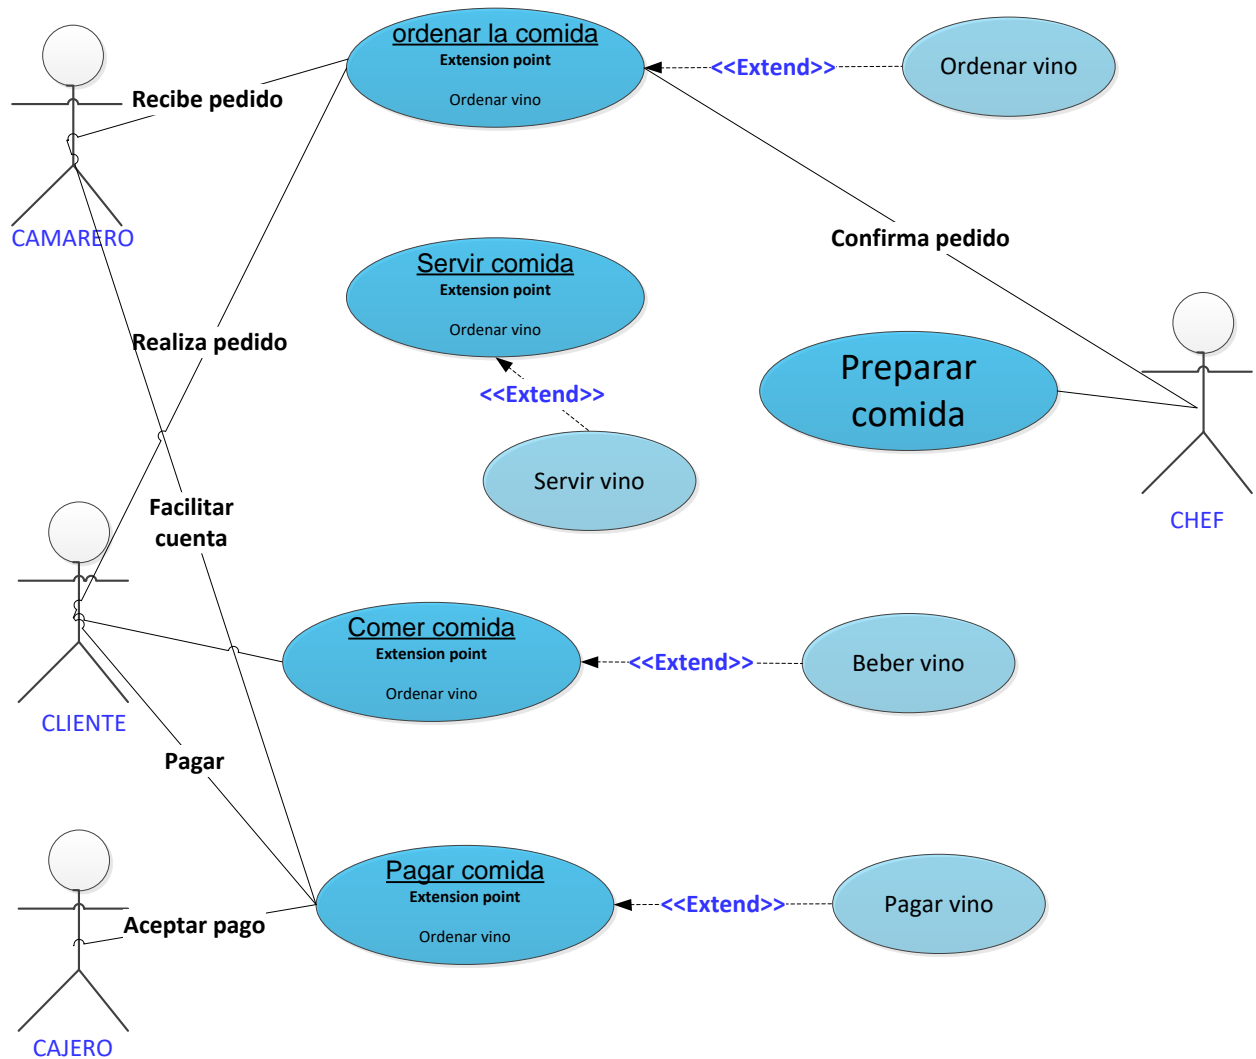 ordenar la comida
Extension point
Ordenar vino
<<Extend>>
Ordenar vino
Recibe pedido
CAMARERO
Confirma pedido
Servir comida
Extension point
Ordenar vino
Realiza pedido
<<Extend>>
Preparar
comida
Servir vino
Facilitar
cuenta
CHEF
Comer comida
Extension point
Ordenar vino
<<Extend>>
Beber vino
CLIENTE
Pagar
Pagar comida
Extension point
Ordenar vino
<<Extend>>
Pagar vino
Aceptar pago
CAJERO